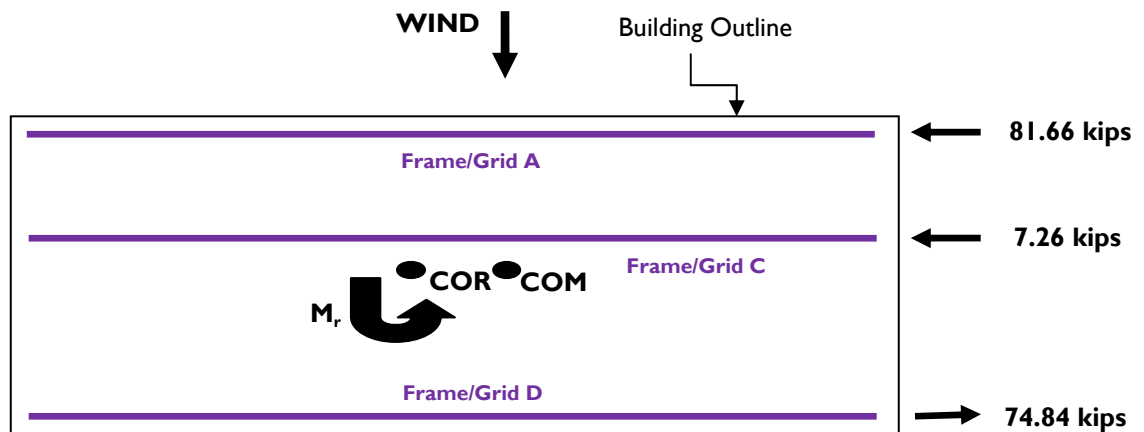 WIND
Building Outline
81.66 kips
Frame/Grid A
7.26 kips
Frame/Grid C
COR
COM
Mr
Frame/Grid D
74.84 kips